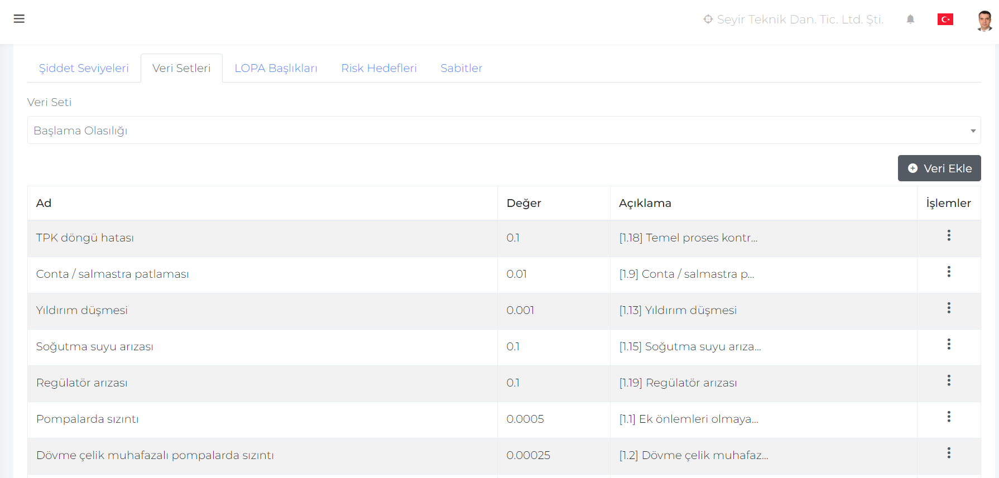 Seyir Teknik Dan. Tic. Ltd. Şti.
Şiddet Seviyeleri
Veri Setleri
LOPA Başlıkları
Risk Hedefleri
Sabitler
Veri Seti
Başlama Olasılığı
Veri Ekle
Ad Değer Açıklama İşlemler
TPK döngü hatası 0.1 [1.18] Temel proses kontr...
Conta / salmastra patlaması 0.01 [1.9] Conta / salmastra p...
Yıldırım düşmesi 0.001 [1.13] Yıldırım düşmesi
Soğutma suyu arızası 0.1 [1.15] Soğutma suyu arıza...
Regülatör arızası 0.1 [1.19] Regülatör arızası
Pompalarda sızıntı 0.0005 [1.1] Ek önlemleri olmaya...
Dövme çelik muhafazalı pompalarda sızıntı 0.00025 [1.2] Dövme çelik muhafaz...